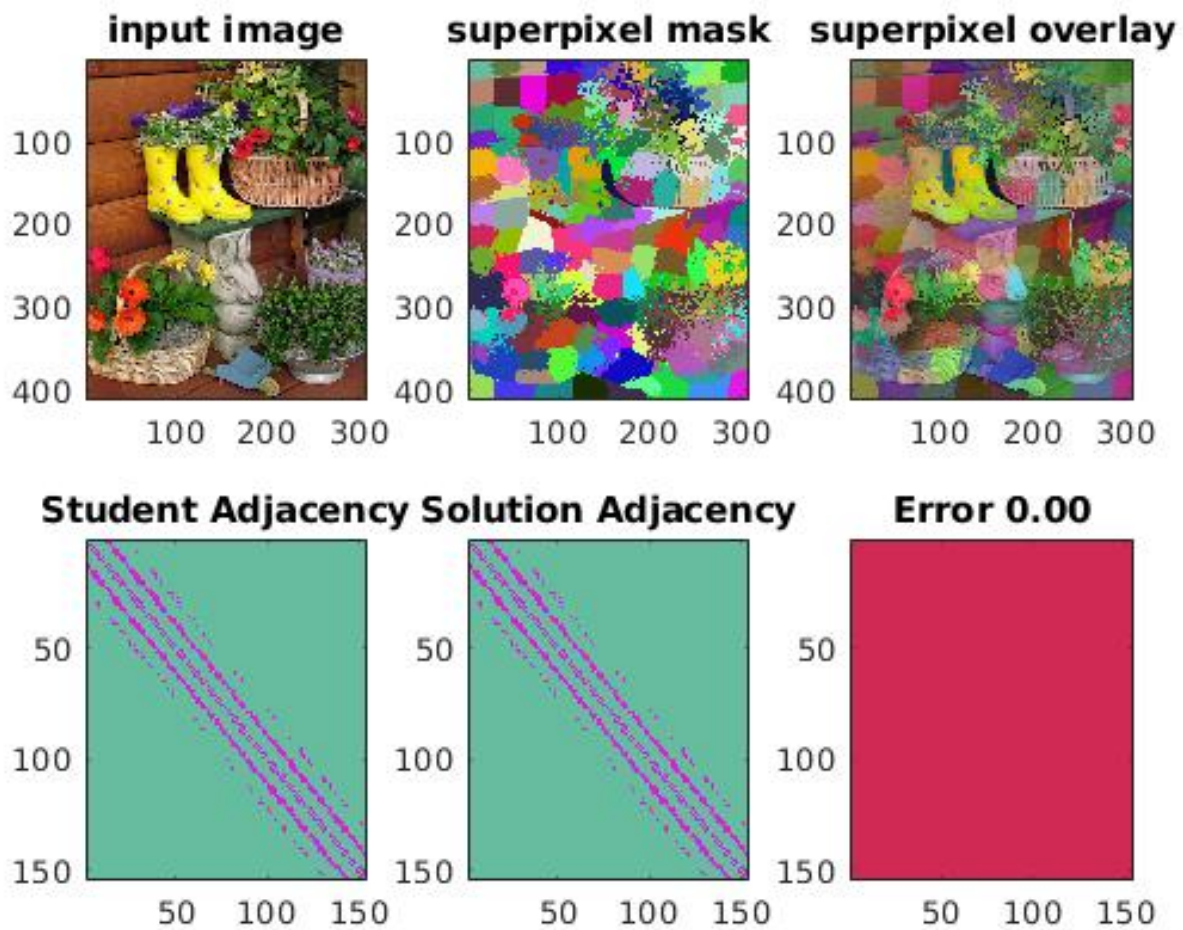 input image
superpixel mask
superpixel overlay
100
200
300
400
100 200 300
100
200
300
400
100 200 300
100
200
300
400
100 200 300
Student Adjacency
Solution Adjacency
Error 0.00
50
100
150
50 100 150
50
100
150
50 100 150
50
100
150
50 100 150